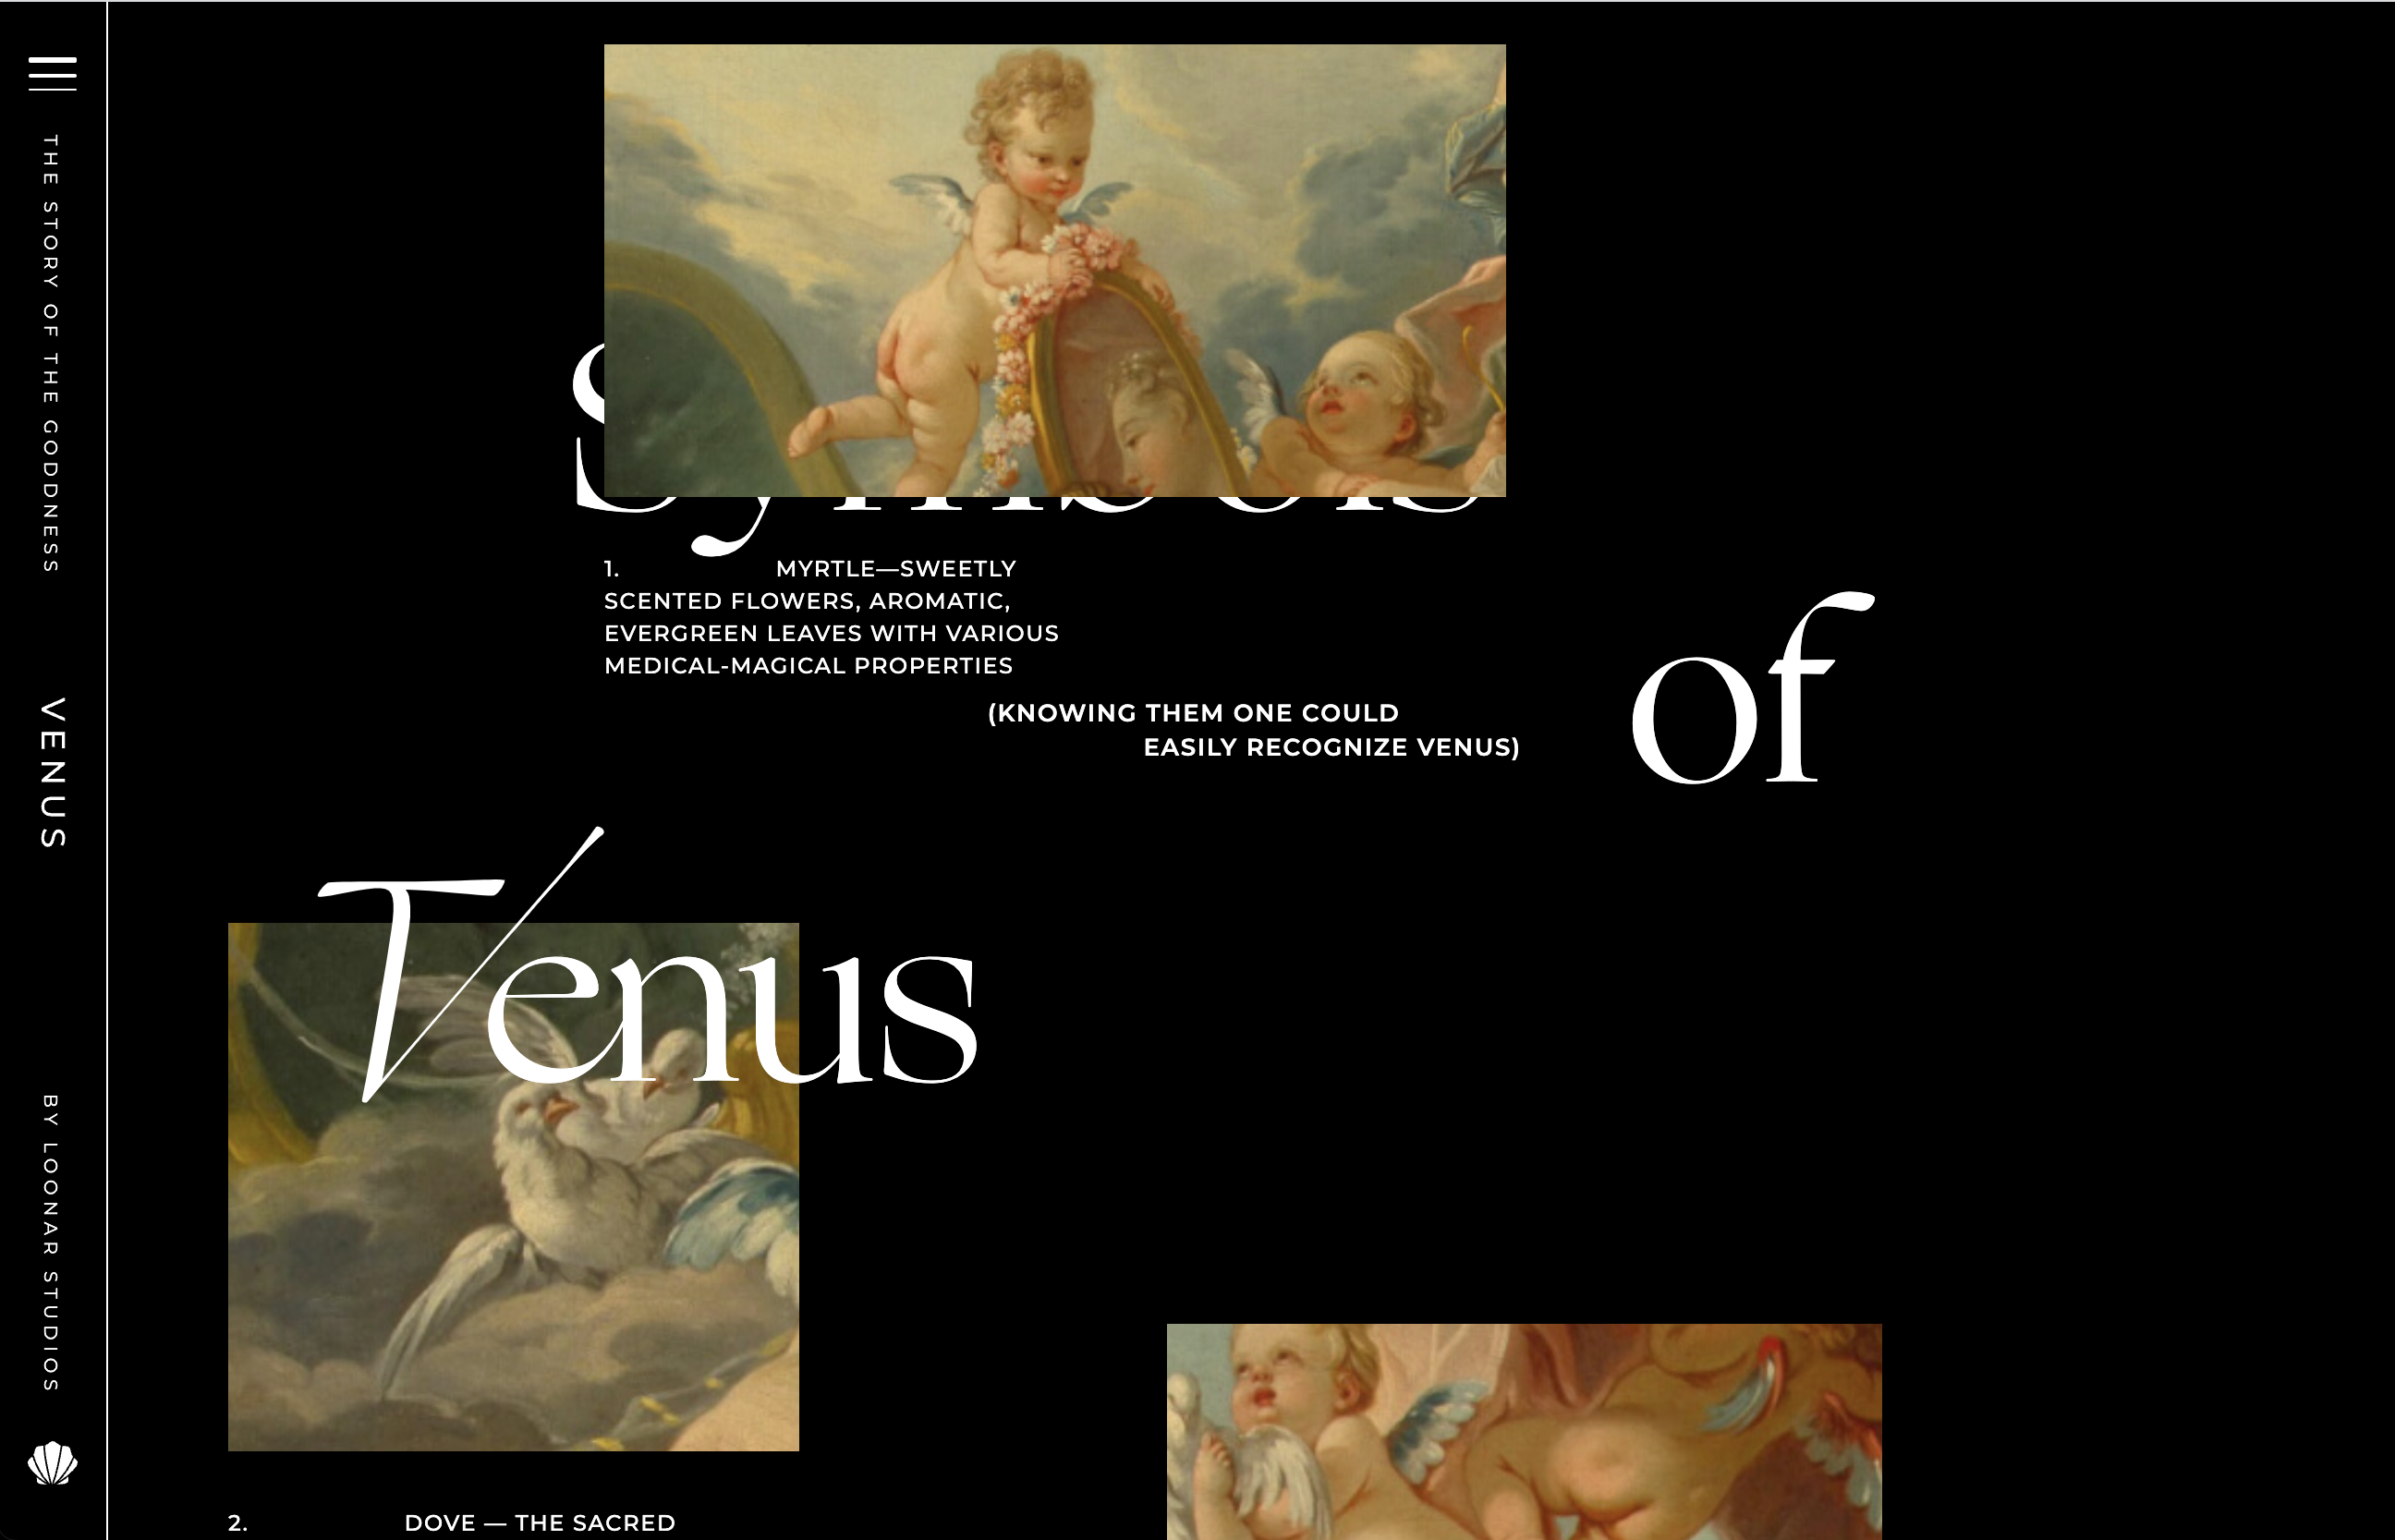 THE STORY OF THE GODDNESS
VENUS
BY LOONAR STUDIOS
Symbols
1. MYRTLE—SWEETLY
SCENTED FLOWERS, AROMATIC,
EVERGREEN LEAVES WITH VARIOUS
MEDICAL-MAGICAL PROPERTIES
(KNOWING THEM ONE COULD
EASILY RECOGNIZE VENUS)
of
Venus
2. DOVE — THE SACRED